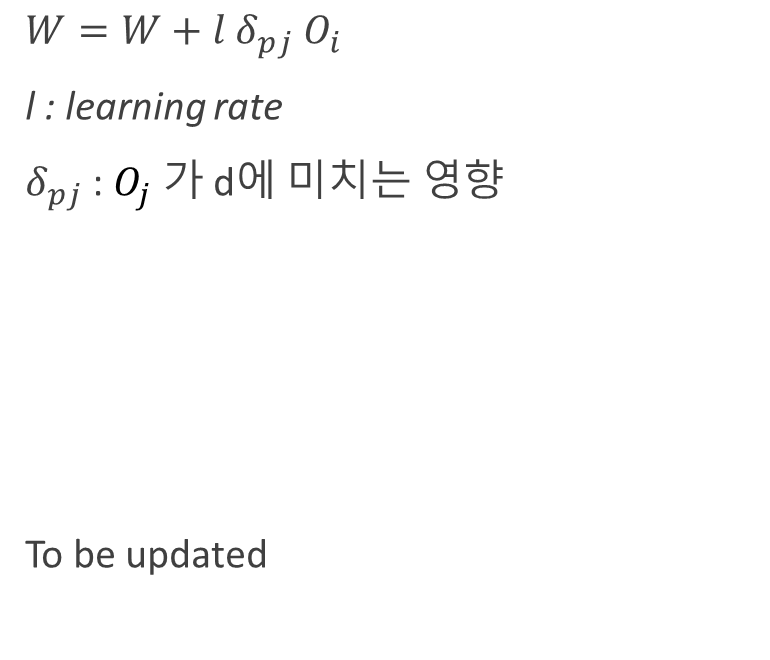 W = W + l δ_pj O_i
l : learning rate
δ_pj : O_j 가 d에 미치는 영향
To be updated